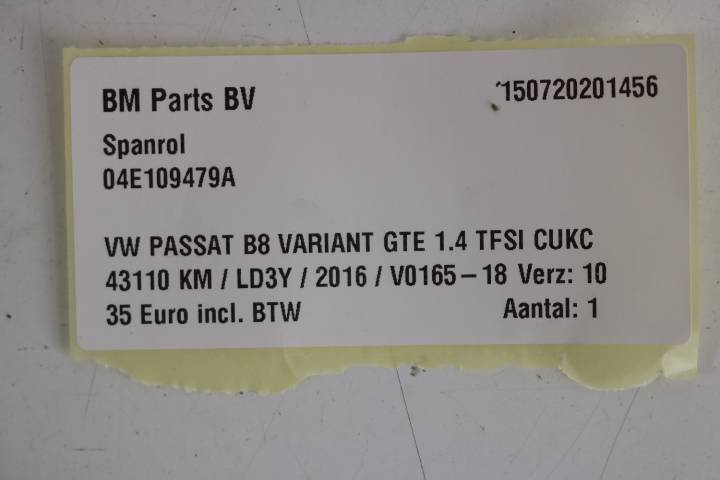 BM Parts BV 150720201456
Spanrol
04E109479A
VW PASSAT B8 VARIANT GTE 1.4 TFSI CUKC
43110 KM / LD3Y / 2016 / V0165-18 Verz: 10
35 Euro incl. BTW Aantal: 1